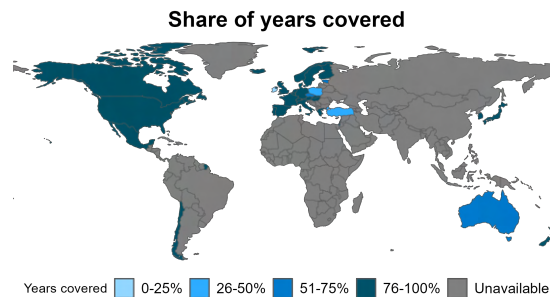 Share of years covered
Years covered 0-25% 26-50% 51-75% 76-100% Unavailable